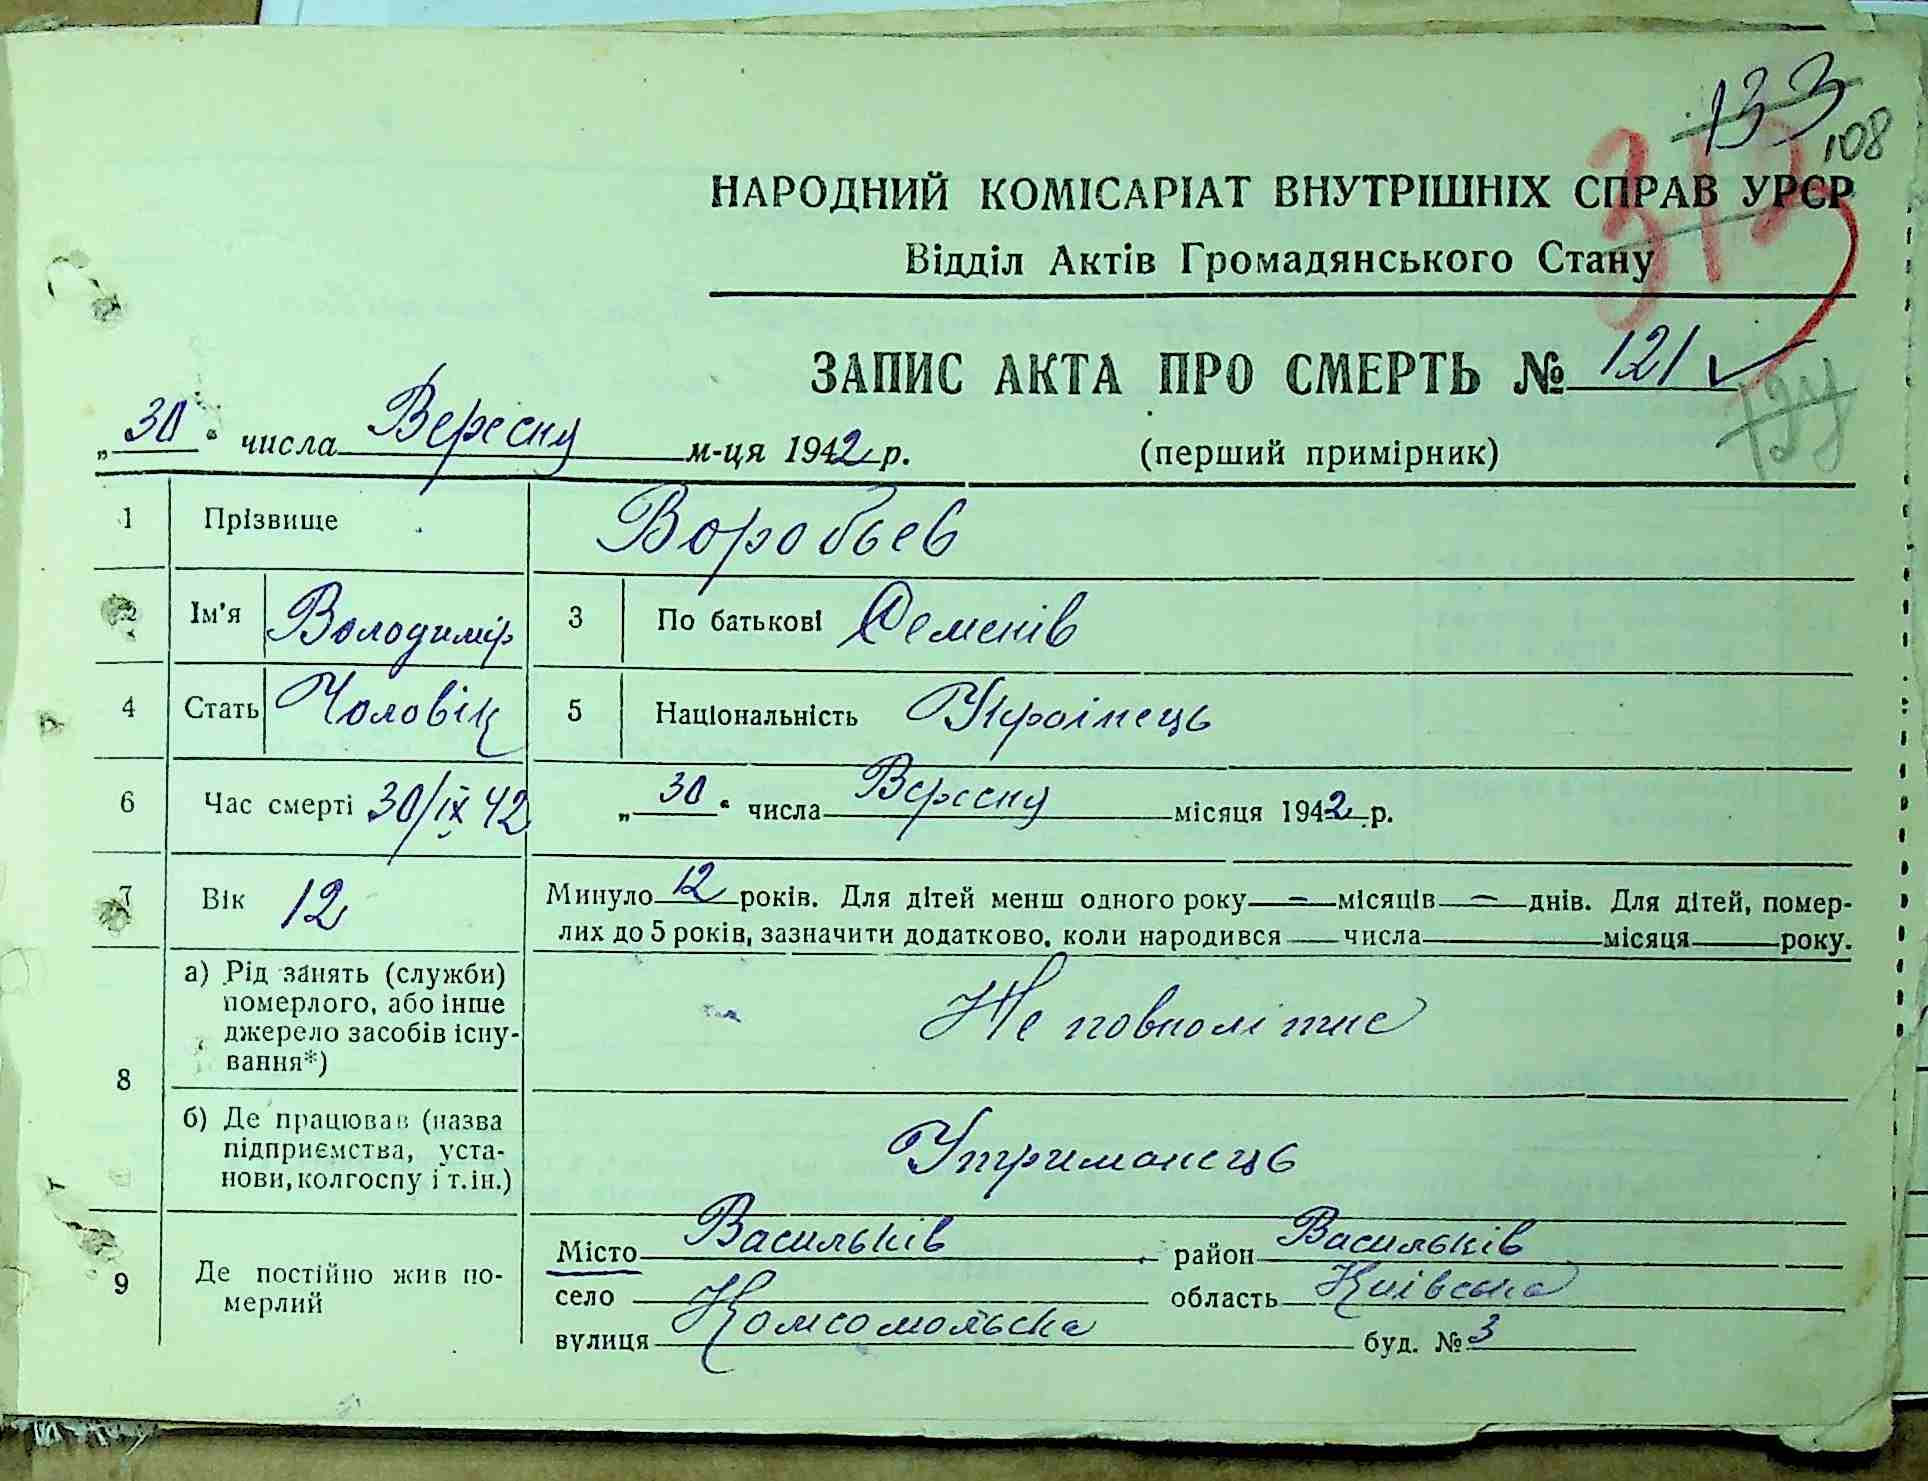 133
108
312
НАРОДНИЙ КОМІСАРІАТ ВНУТРІШНІХ СПРАВ УРСР
Відділ Актів Громадянського Стану
ЗАПИС АКТА ПРО СМЕРТЬ № 121
124
„30“ числа Вересну м-ця 1942 р. (перший примірник)
1 Прізвище Воробьев
2 Ім'я Володимір 3 По батькові Семенів
4 Стать Чоловік 5 Національність Українець
6 Час смерті 30/IX 42 „30“ числа Вересну місяця 1942 р.
7 Вік 12 Минуло 12 років. Для дітей менш одного року — місяців — днів. Для дітей, помер-
лих до 5 років, зазначити додатково, коли народився числа місяця року.
8 а) Рід занять (служби)
померлого, або інше
джерело засобів існу-
вання*)
Не повнолітнє
б) Де працював (назва
підприємства, уста-
нови, колгоспу і т.ін.)
Утриманець
9 Де постійно жив по-
мерлий
Місто Васильків район Васильків
село область Київська
вулиця Комсомольска буд. № 3